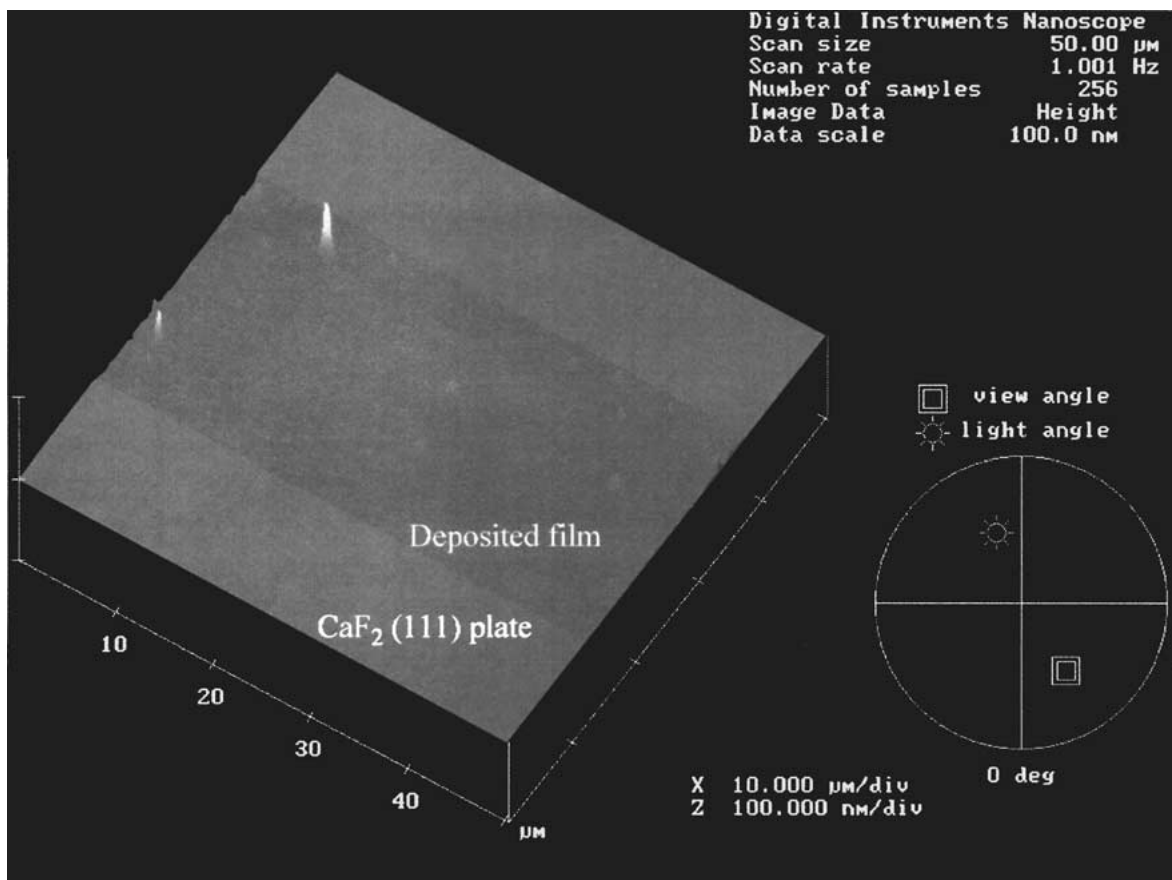 Digital Instruments Nanoscope
Scan size 50.00 µm
Scan rate 1.001 Hz
Number of samples 256
Image Data Height
Data scale 100.0 nm
view angle
light angle
Deposited film
CaF₂ (111) plate
10
20
30
40
µm
0 deg
X 10.000 µm/div
Z 100.000 nm/div